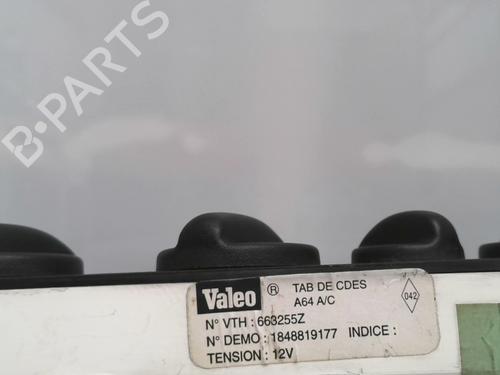 B-PARTS
Valeo ® TAB DE CDES
A64 A/C
042
N° VTH : 663255Z
N° DEMO : 1848819177 INDICE :
TENSION : 12V